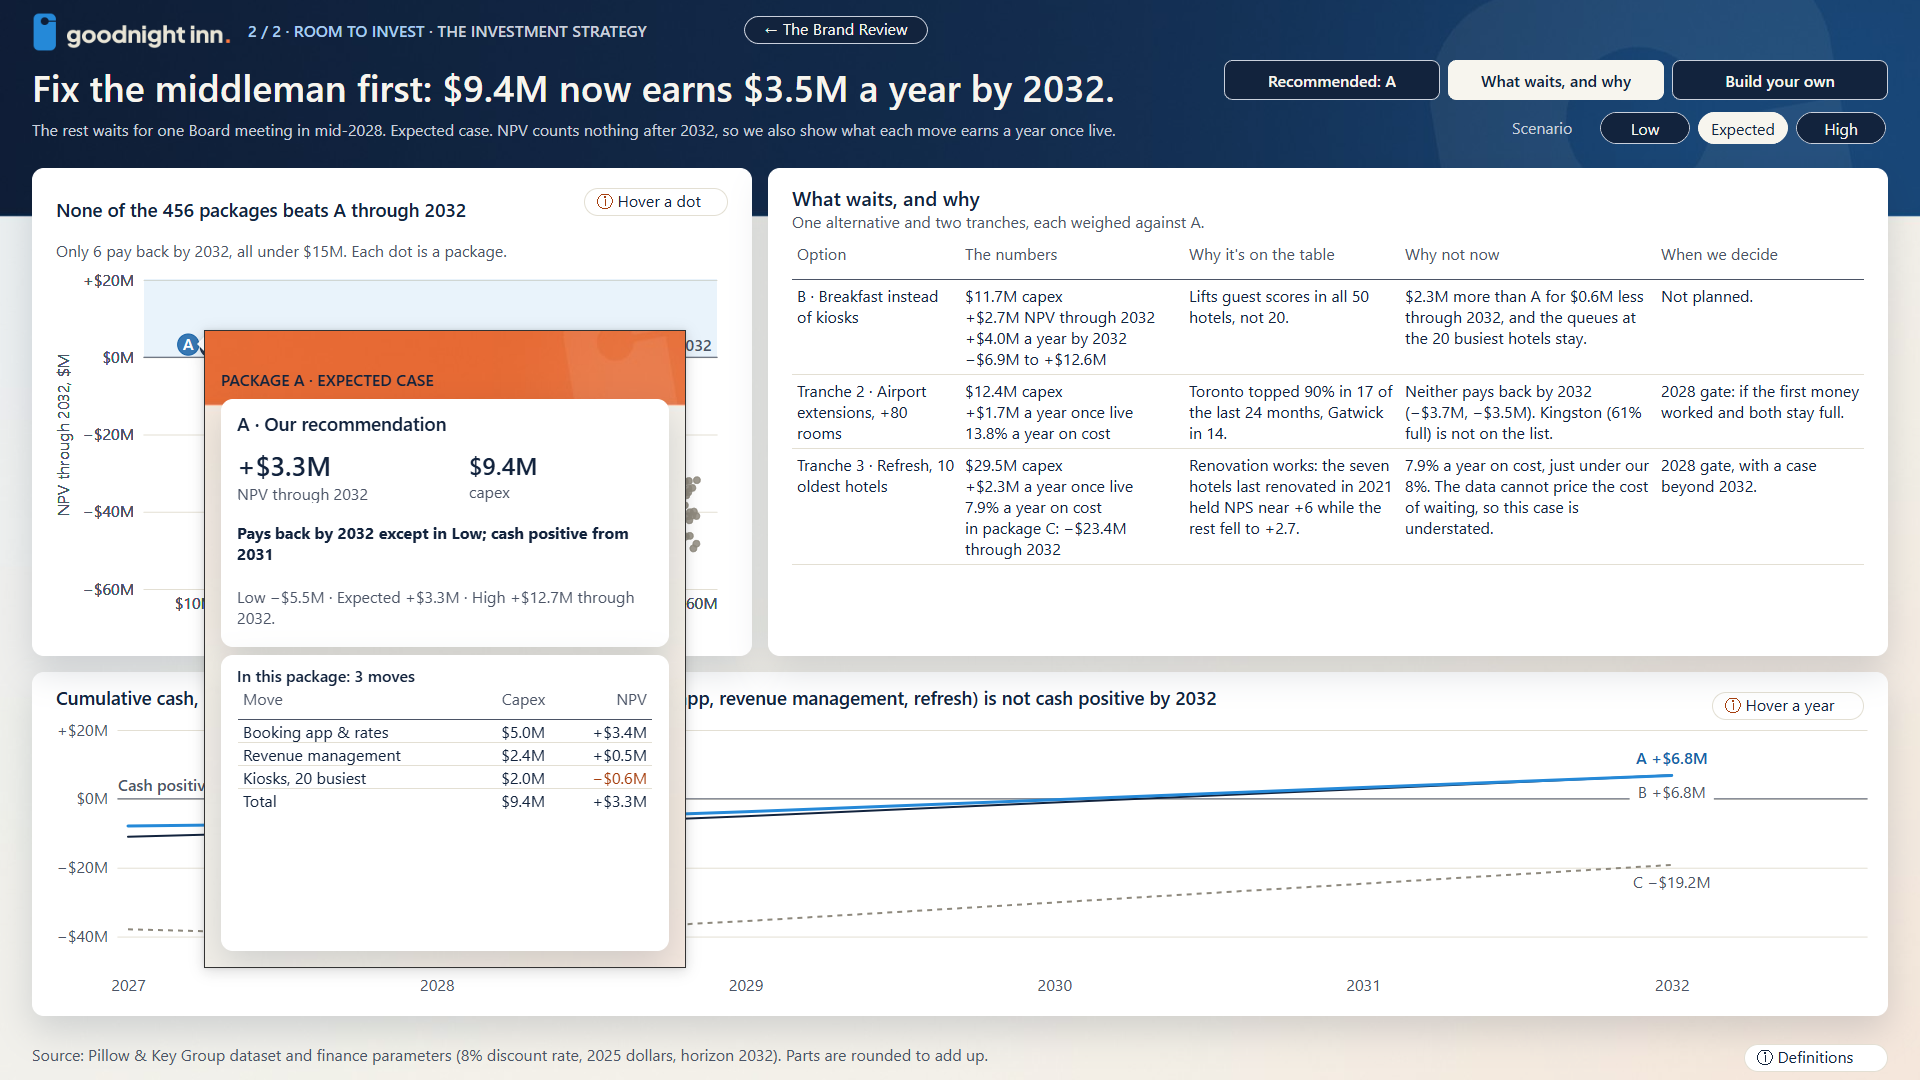 goodnight inn.
2 / 2 · ROOM TO INVEST · THE INVESTMENT STRATEGY
← The Brand Review
Fix the middleman first: $9.4M now earns $3.5M a year by 2032.
The rest waits for one Board meeting in mid-2028. Expected case. NPV counts nothing after 2032, so we also show what each move earns a year once live.
Recommended: A
What waits, and why
Build your own
Scenario
Low
Expected
High
None of the 456 packages beats A through 2032
ⓘ Hover a dot
Only 6 pay back by 2032, all under $15M. Each dot is a package.
NPV through 2032, $M
+$20M
$0M
−$20M
−$40M
−$60M
A
032
$10
60M
PACKAGE A · EXPECTED CASE
A · Our recommendation
+$3.3M
NPV through 2032
$9.4M
capex
Pays back by 2032 except in Low; cash positive from
2031
Low −$5.5M · Expected +$3.3M · High +$12.7M through
2032.
In this package: 3 moves
Move Capex NPV
Booking app & rates $5.0M +$3.4M
Revenue management $2.4M +$0.5M
Kiosks, 20 busiest $2.0M −$0.6M
Total $9.4M +$3.3M
What waits, and why
One alternative and two tranches, each weighed against A.
Option
The numbers
Why it's on the table
Why not now
When we decide
B · Breakfast instead
of kiosks
$11.7M capex
+$2.7M NPV through 2032
+$4.0M a year by 2032
−$6.9M to +$12.6M
Lifts guest scores in all 50
hotels, not 20.
$2.3M more than A for $0.6M less
through 2032, and the queues at
the 20 busiest hotels stay.
Not planned.
Tranche 2 · Airport
extensions, +80
rooms
$12.4M capex
+$1.7M a year once live
13.8% a year on cost
Toronto topped 90% in 17 of
the last 24 months, Gatwick
in 14.
Neither pays back by 2032
(−$3.7M, −$3.5M). Kingston (61%
full) is not on the list.
2028 gate: if the first money
worked and both stay full.
Tranche 3 · Refresh, 10
oldest hotels
$29.5M capex
+$2.3M a year once live
7.9% a year on cost
in package C: −$23.4M
through 2032
Renovation works: the seven
hotels last renovated in 2021
held NPS near +6 while the
rest fell to +2.7.
7.9% a year on cost, just under our
8%. The data cannot price the cost
of waiting, so this case is
understated.
2028 gate, with a case
beyond 2032.
Cumulative cash,
pp, revenue management, refresh) is not cash positive by 2032
ⓘ Hover a year
+$20M
$0M
−$20M
−$40M
Cash positiv
A +$6.8M
B +$6.8M
C −$19.2M
2027
2028
2029
2030
2031
2032
Source: Pillow & Key Group dataset and finance parameters (8% discount rate, 2025 dollars, horizon 2032). Parts are rounded to add up.
ⓘ Definitions